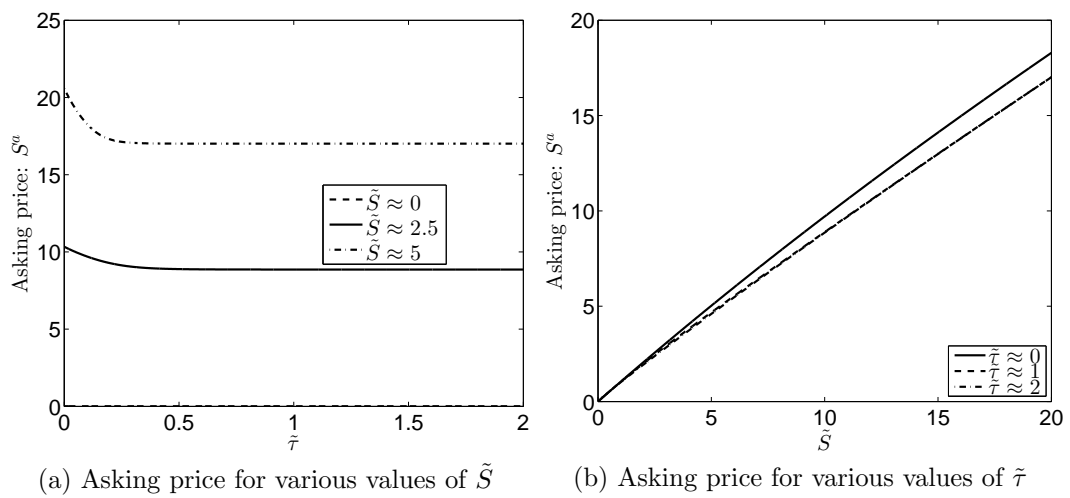 25
20
15
10
5
0
Asking price: S^a
S̃ ≈ 0
S̃ ≈ 2.5
S̃ ≈ 5
0 0.5 1 1.5 2
τ̃
(a) Asking price for various values of S̃
20
15
10
5
0
Asking price: S^a
τ̃ ≈ 0
τ̃ ≈ 1
τ̃ ≈ 2
0 5 10 15 20
S̃
(b) Asking price for various values of τ̃